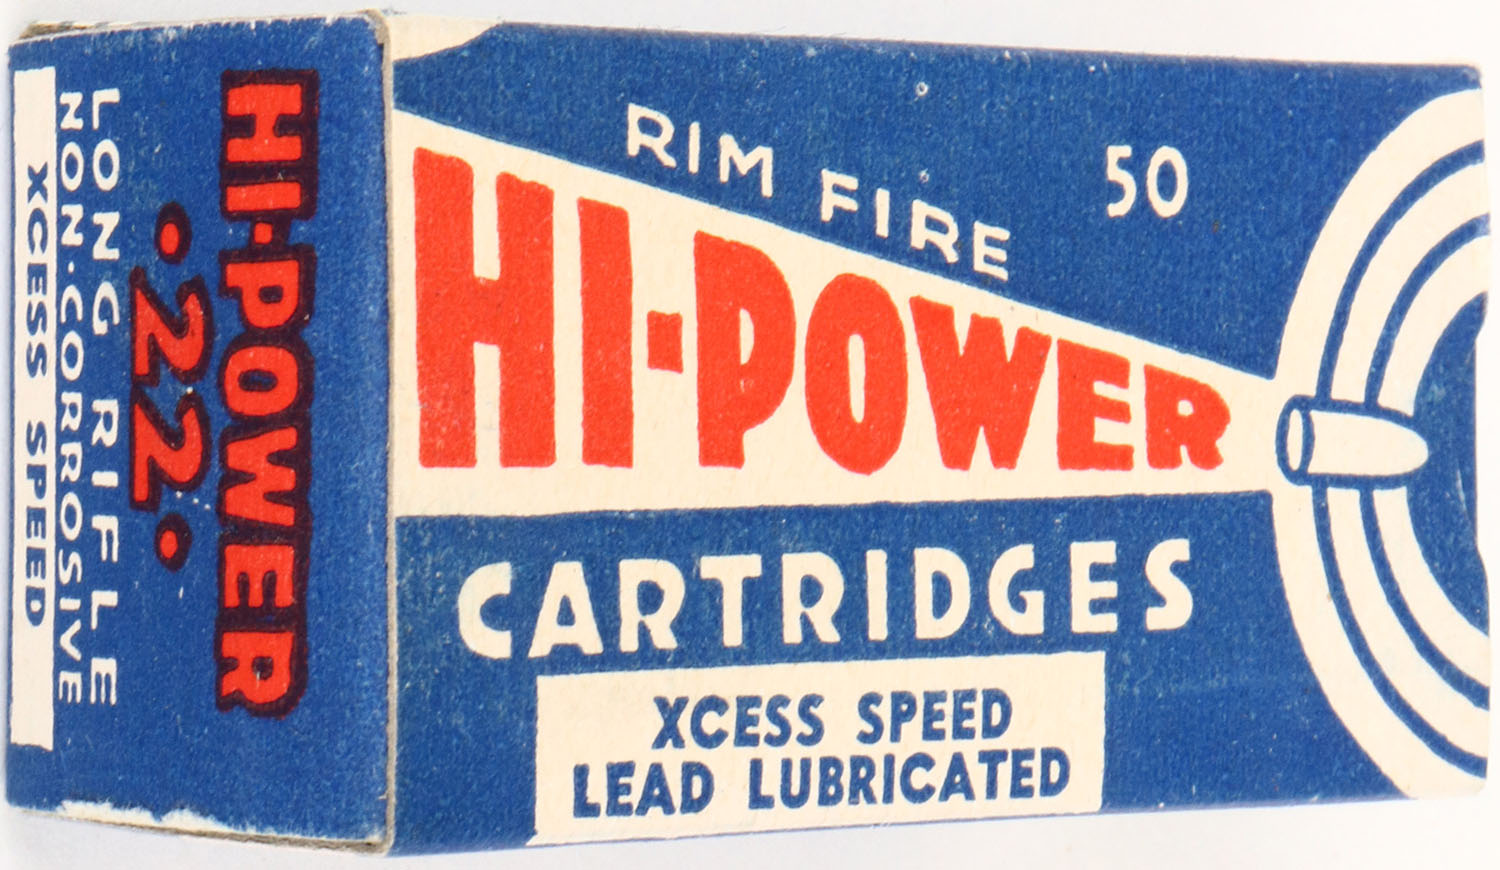 RIM FIRE 50
HI-POWER
CARTRIDGES
XCESS SPEED
LEAD LUBRICATED
HI-POWER
.22.
LONG RIFLE
NON-CORROSIVE
XCESS SPEED